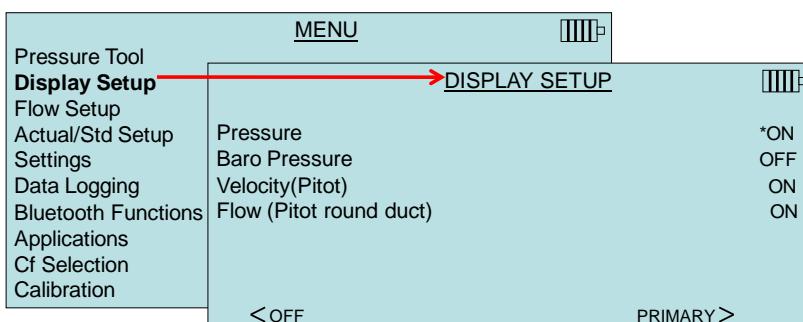 MENU
Pressure Tool
Display Setup
Flow Setup
Actual/Std Setup
Settings
Data Logging
Bluetooth Functions
Applications
Cf Selection
Calibration
DISPLAY SETUP
Pressure *ON
Baro Pressure OFF
Velocity(Pitot) ON
Flow (Pitot round duct) ON
<OFF PRIMARY>